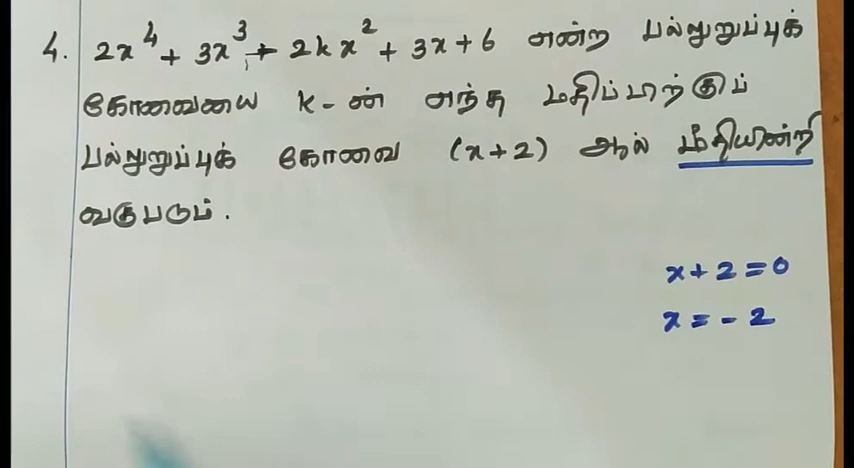 4. 2x⁴ + 3x³ + 2kx² + 3x + 6 என்ற பல்லுறுப்புக்
கோவையை k-ன் எந்த மதிப்பிற்குப்
பல்லுறுப்புக் கோவை (x+2) ஆல் மீதியின்றி
வகுபடும்.
x + 2 = 0
x = - 2